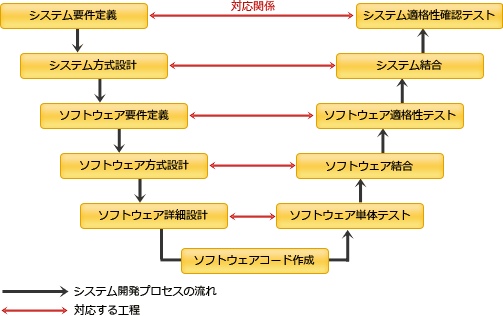 対応関係
システム要件定義
システム適格性確認テスト
システム方式設計
システム結合
ソフトウェア要件定義
ソフトウェア適格性テスト
ソフトウェア方式設計
ソフトウェア結合
ソフトウェア詳細設計
ソフトウェア単体テスト
ソフトウェアコード作成
システム開発プロセスの流れ
対応する工程